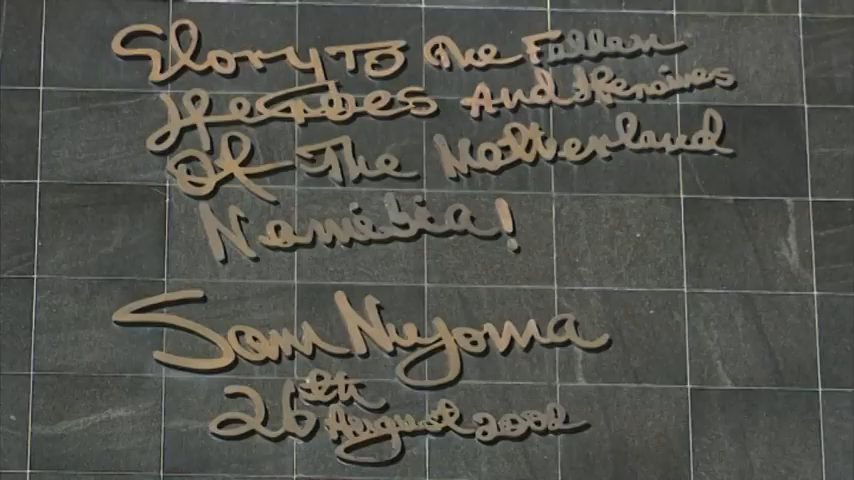 Glory To The Fallen
Heroes And Heroines
Of The Motherland
Namibia!
Sam Nujoma
26th August 2002